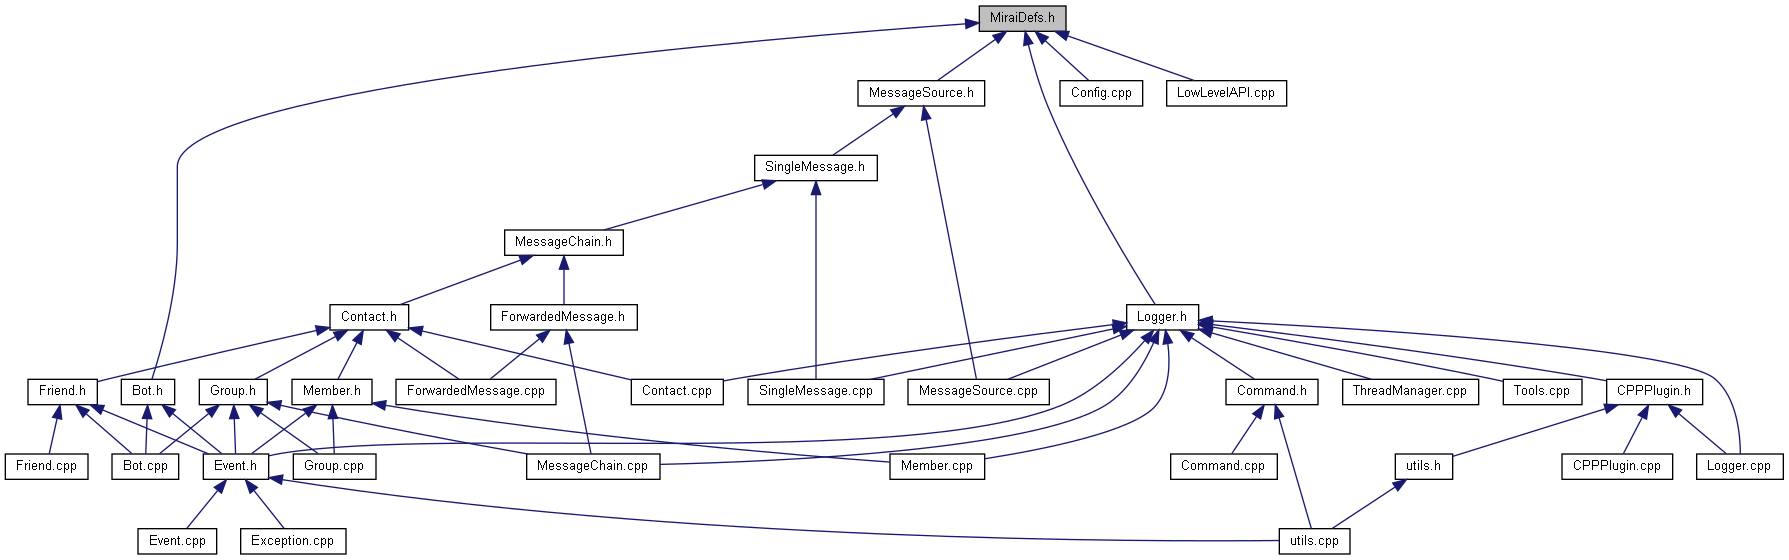 MiraiDefs.h
MessageSource.h
Config.cpp
LowLevelAPI.cpp
SingleMessage.h
MessageChain.h
Contact.h
ForwardedMessage.h
Logger.h
Friend.h
Bot.h
Group.h
Member.h
ForwardedMessage.cpp
Contact.cpp
SingleMessage.cpp
MessageSource.cpp
Command.h
ThreadManager.cpp
Tools.cpp
CPPPlugin.h
Friend.cpp
Bot.cpp
Event.h
Group.cpp
MessageChain.cpp
Member.cpp
Command.cpp
utils.h
CPPPlugin.cpp
Logger.cpp
Event.cpp
Exception.cpp
utils.cpp